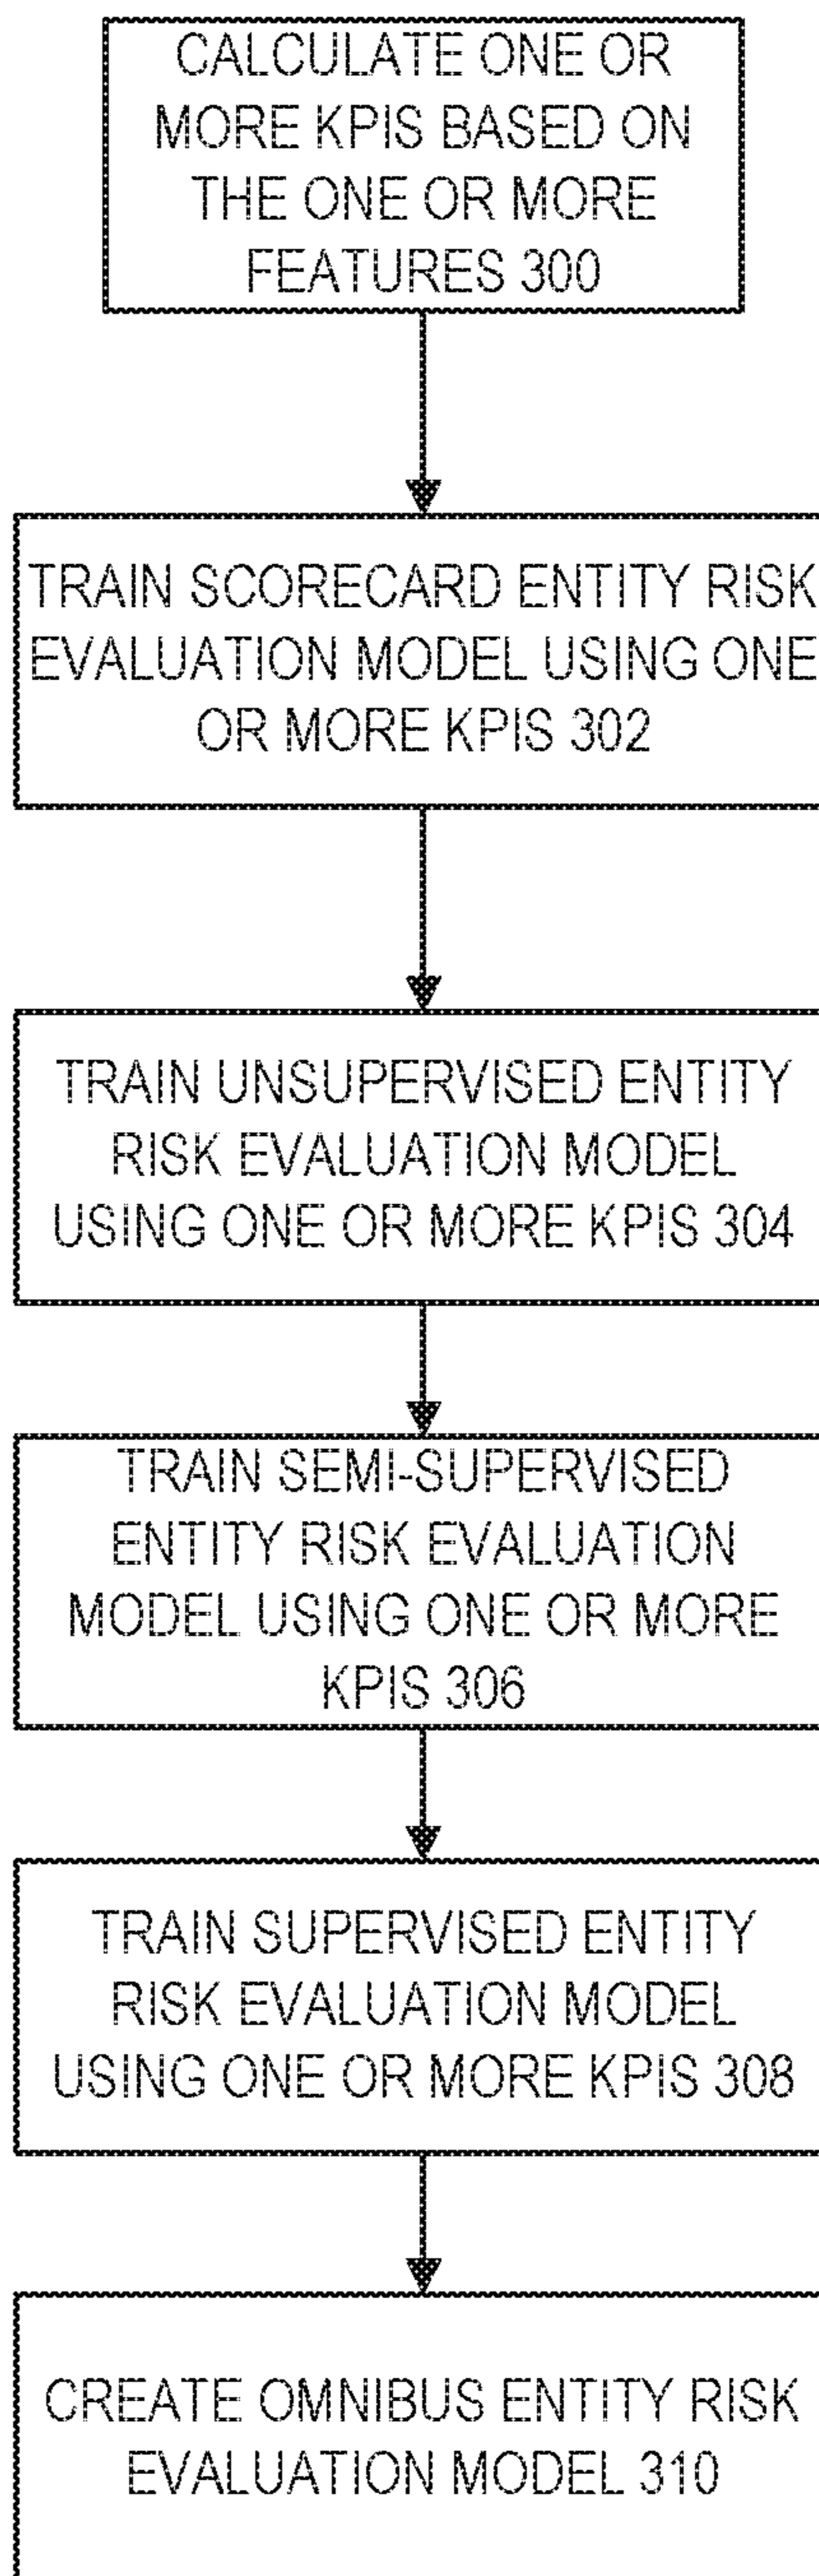 CALCULATE ONE OR
MORE KPIS BASED ON
THE ONE OR MORE
FEATURES 300
TRAIN SCORECARD ENTITY RISK
EVALUATION MODEL USING ONE
OR MORE KPIS 302
TRAIN UNSUPERVISED ENTITY
RISK EVALUATION MODEL
USING ONE OR MORE KPIS 304
TRAIN SEMI-SUPERVISED
ENTITY RISK EVALUATION
MODEL USING ONE OR MORE
KPIS 306
TRAIN SUPERVISED ENTITY
RISK EVALUATION MODEL
USING ONE OR MORE KPIS 308
CREATE OMNIBUS ENTITY RISK
EVALUATION MODEL 310